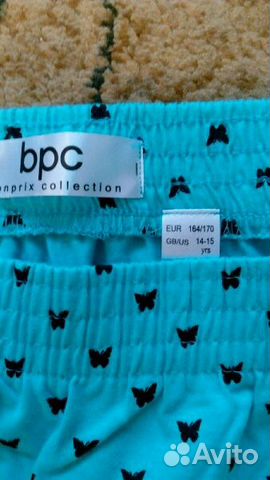 bpc
onprix collection
EUR 164/170
GB/US 14-15
yrs
Avito